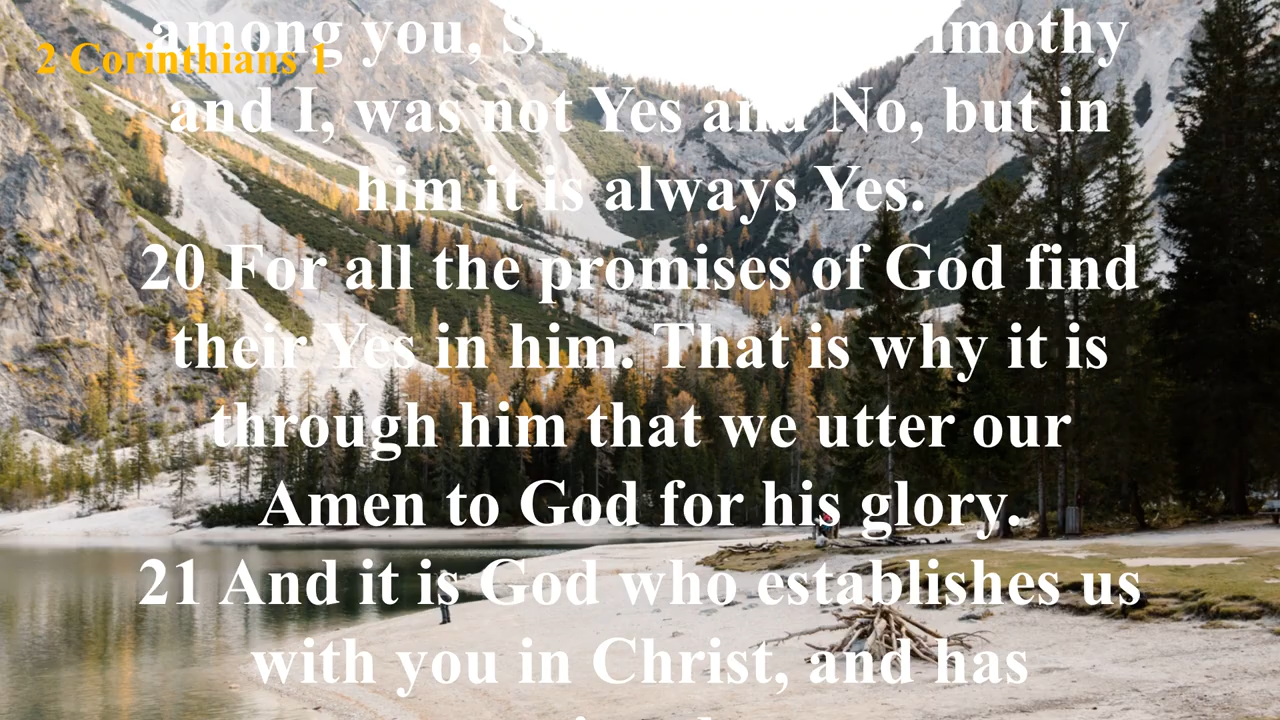 2 Corinthians 1
among you, imothy
and I, was not Yes and No, but in
him it is always Yes.
20 For all the promises of God find
their Yes in him. That is why it is
through him that we utter our
Amen to God for his glory.
21 And it is God who establishes us
with you in Christ, and has